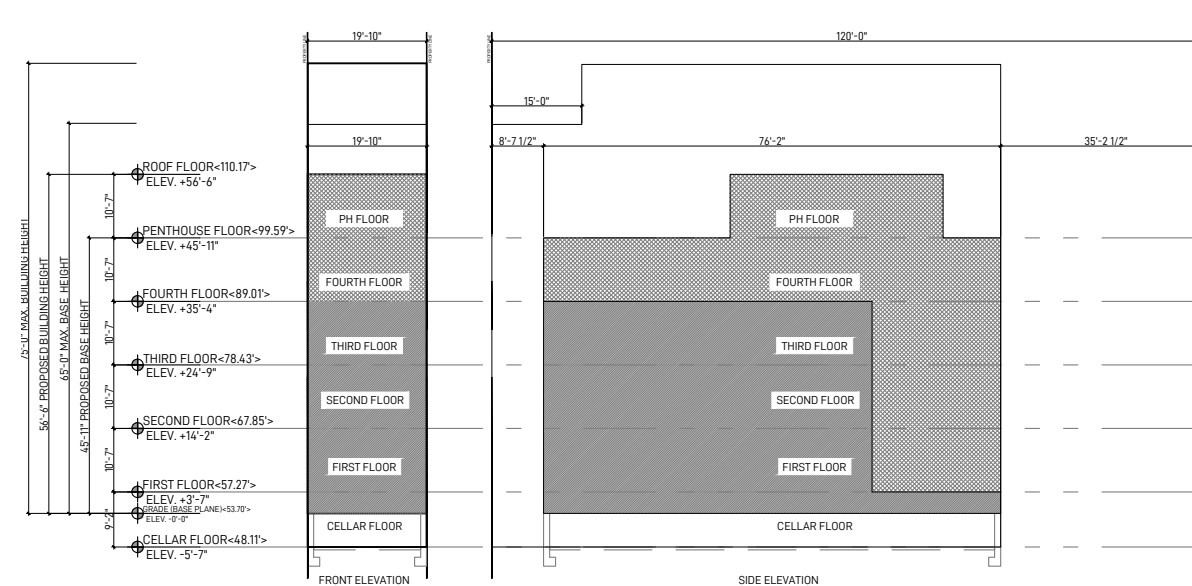 PROPERTY LINE
19'-10"
PROPERTY LINE
PROPERTY LINE
120'-0"
15'-0"
19'-10"
8'-7 1/2"
76'-2"
35'-2 1/2"
75'-0" MAX. BUILDING HEIGHT
56'-6" PROPOSED BUILDING HEIGHT
65'-0" MAX. BASE HEIGHT
45'-11" PROPOSED BASE HEIGHT
ROOF FLOOR<110.17'>
ELEV. +56'-6"
10'-7"
PH FLOOR
PH FLOOR
PENTHOUSE FLOOR<99.59'>
ELEV. +45'-11"
10'-7"
FOURTH FLOOR
FOURTH FLOOR
FOURTH FLOOR<89.01'>
ELEV. +35'-4"
10'-7"
THIRD FLOOR
THIRD FLOOR
THIRD FLOOR<78.43'>
ELEV. +24'-9"
10'-7"
SECOND FLOOR
SECOND FLOOR
SECOND FLOOR<67.85'>
ELEV. +14'-2"
10'-7"
FIRST FLOOR
FIRST FLOOR
FIRST FLOOR<57.27'>
ELEV. +3'-7"
GRADE (BASE PLANE)<53.70'>
ELEV. -0'-0"
9'-2"
CELLAR FLOOR
CELLAR FLOOR
CELLAR FLOOR<48.11'>
ELEV. -5'-7"
FRONT ELEVATION
SIDE ELEVATION